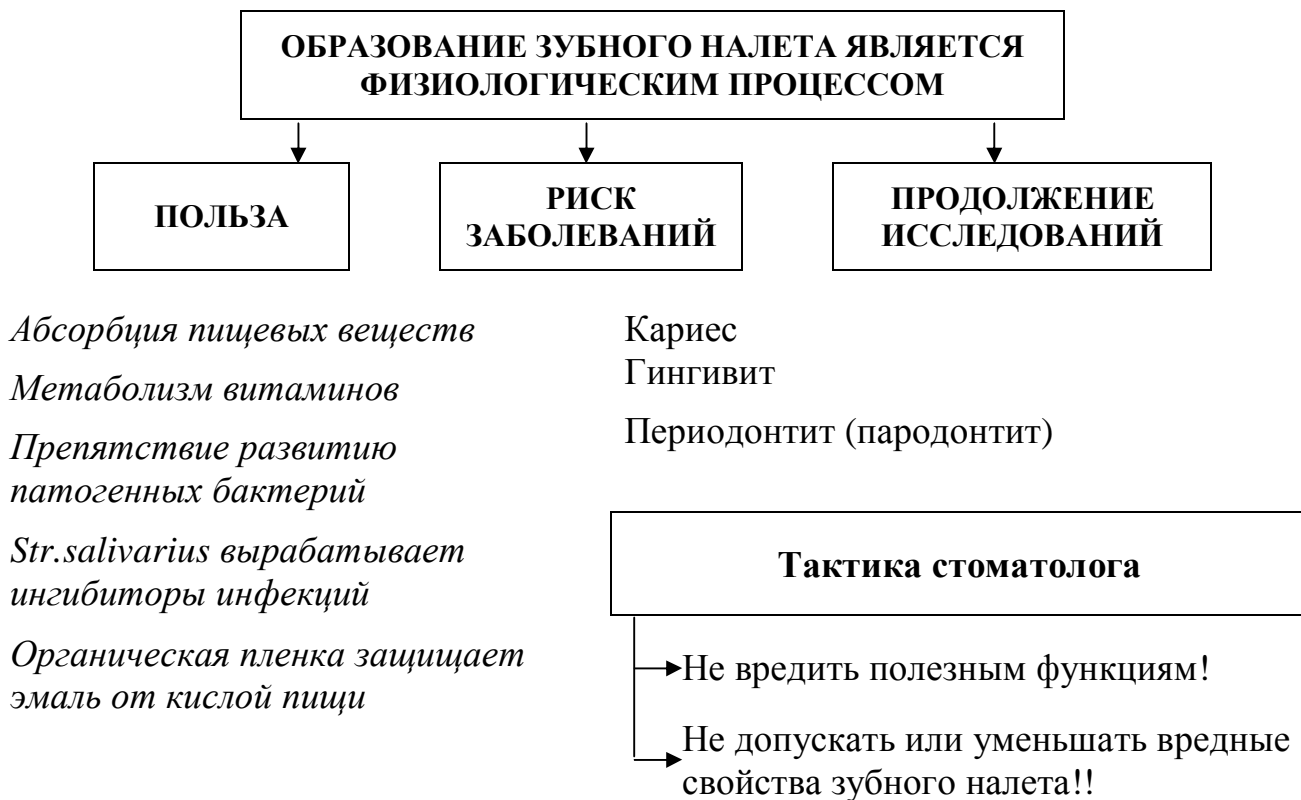 ОБРАЗОВАНИЕ ЗУБНОГО НАЛЕТА ЯВЛЯЕТСЯ
ФИЗИОЛОГИЧЕСКИМ ПРОЦЕССОМ
ПОЛЬЗА
РИСК
ЗАБОЛЕВАНИЙ
ПРОДОЛЖЕНИЕ
ИССЛЕДОВАНИЙ
Абсорбция пищевых веществ
Метаболизм витаминов
Препятствие развитию
патогенных бактерий
Str.salivarius вырабатывает
ингибиторы инфекций
Органическая пленка защищает
эмаль от кислой пищи
Кариес
Гингивит
Периодонтит (пародонтит)
Тактика стоматолога
Не вредить полезным функциям!
Не допускать или уменьшать вредные
свойства зубного налета!!